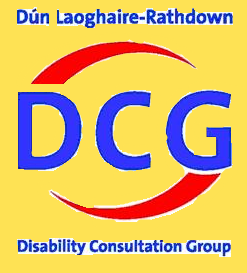 Dún Laoghaire-Rathdown
DCG
Disability Consultation Group